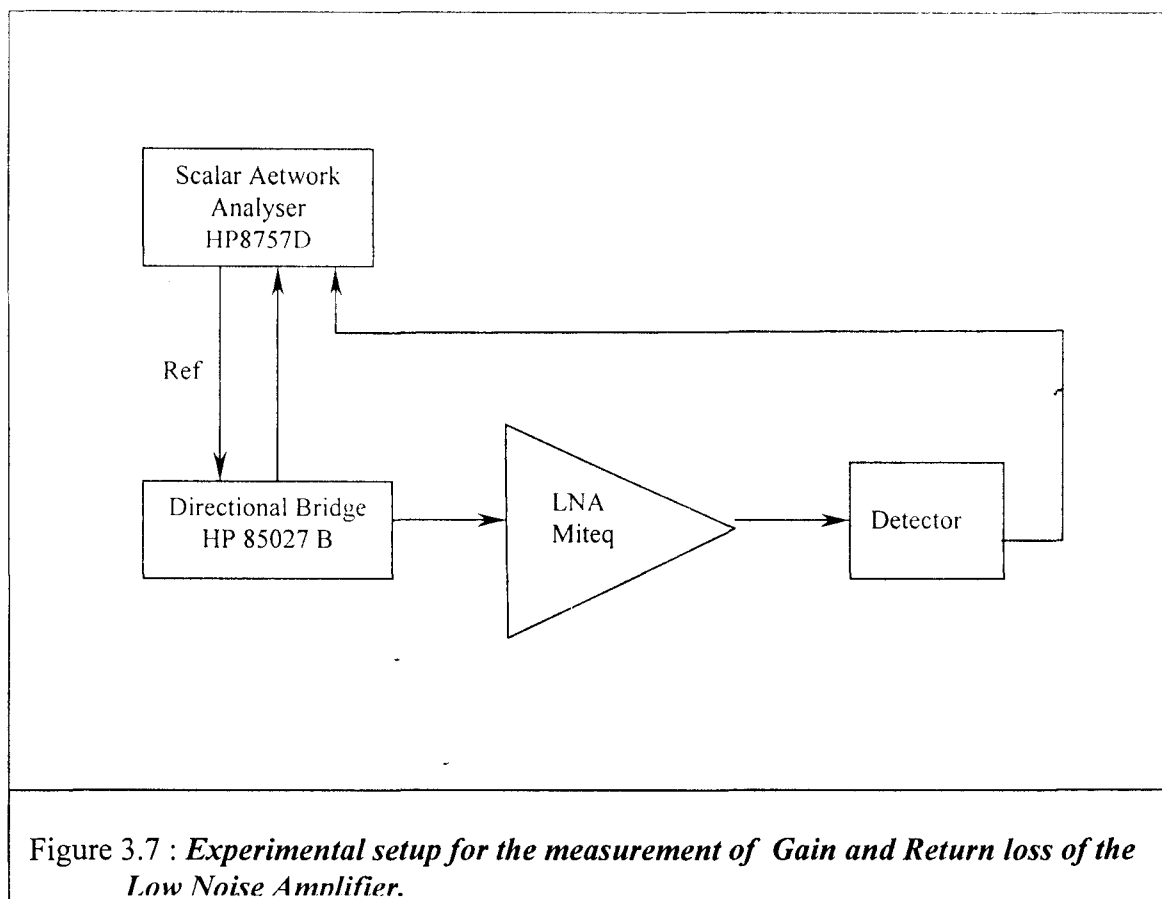 Scalar Aetwork
Analyser
HP8757D
Ref
Directional Bridge
HP 85027 B
LNA
Miteq
Detector
Figure 3.7 : Experimental setup for the measurement of Gain and Return loss of the
Low Noise Amplifier.